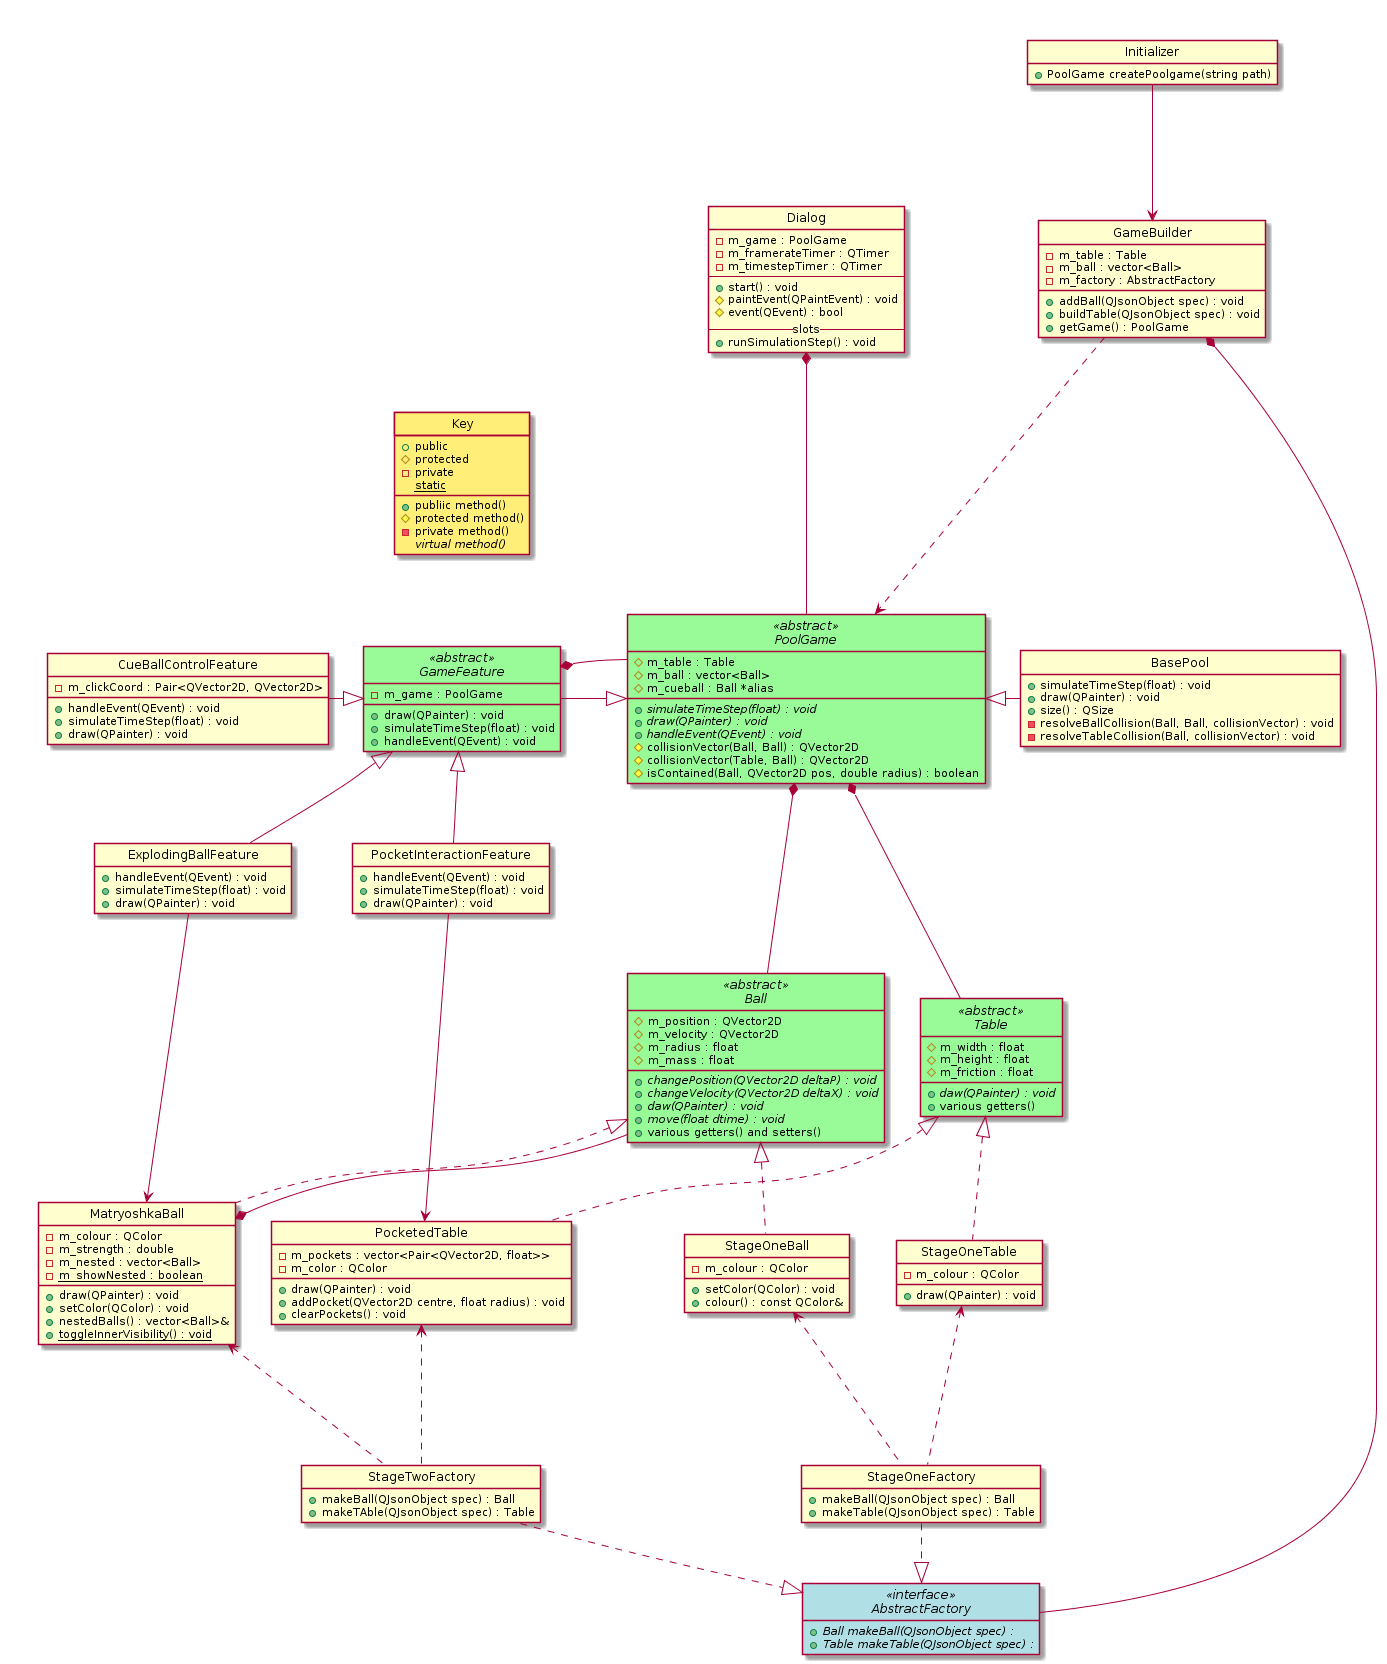 Initializer
PoolGame createPoolgame(string path)
Dialog
m_game : PoolGame
m_framerateTimer : QTimer
m_timestepTimer : QTimer
start() : void
paintEvent(QPaintEvent) : void
event(QEvent) : bool
slots
runSimulationStep() : void
GameBuilder
m_table : Table
m_ball : vector<Ball>
m_factory : AbstractFactory
addBall(QJsonObject spec) : void
buildTable(QJsonObject spec) : void
getGame() : PoolGame
Key
public
protected
private
static
publiic method()
protected method()
private method()
virtual method()
CueBallControlFeature
m_clickCoord : Pair<QVector2D, QVector2D>
handleEvent(QEvent) : void
simulateTimeStep(float) : void
draw(QPainter) : void
«abstract»
GameFeature
m_game : PoolGame
draw(QPainter) : void
simulateTimeStep(float) : void
handleEvent(QEvent) : void
«abstract»
PoolGame
m_table : Table
m_ball : vector<Ball>
m_cueball : Ball *alias
simulateTimeStep(float) : void
draw(QPainter) : void
handleEvent(QEvent) : void
collisionVector(Ball, Ball) : QVector2D
collisionVector(Table, Ball) : QVector2D
isContained(Ball, QVector2D pos, double radius) : boolean
BasePool
simulateTimeStep(float) : void
draw(QPainter) : void
size() : QSize
resolveBallCollision(Ball, Ball, collisionVector) : void
resolveTableCollision(Ball, collisionVector) : void
ExplodingBallFeature
handleEvent(QEvent) : void
simulateTimeStep(float) : void
draw(QPainter) : void
PocketInteractionFeature
handleEvent(QEvent) : void
simulateTimeStep(float) : void
draw(QPainter) : void
«abstract»
Ball
m_position : QVector2D
m_velocity : QVector2D
m_radius : float
m_mass : float
changePosition(QVector2D deltaP) : void
changeVelocity(QVector2D deltaX) : void
daw(QPainter) : void
move(float dtime) : void
various getters() and setters()
«abstract»
Table
m_width : float
m_height : float
m_friction : float
daw(QPainter) : void
various getters()
MatryoshkaBall
m_colour : QColor
m_strength : double
m_nested : vector<Ball>
m_showNested : boolean
draw(QPainter) : void
setColor(QColor) : void
nestedBalls() : vector<Ball>&
toggleInnerVisibility() : void
PocketedTable
m_pockets : vector<Pair<QVector2D, float>>
m_color : QColor
draw(QPainter) : void
addPocket(QVector2D centre, float radius) : void
clearPockets() : void
StageOneBall
m_colour : QColor
setColor(QColor) : void
colour() : const QColor&
StageOneTable
m_colour : QColor
draw(QPainter) : void
StageTwoFactory
makeBall(QJsonObject spec) : Ball
makeTAble(QJsonObject spec) : Table
StageOneFactory
makeBall(QJsonObject spec) : Ball
makeTable(QJsonObject spec) : Table
«interface»
AbstractFactory
Ball makeBall(QJsonObject spec) :
Table makeTable(QJsonObject spec) :